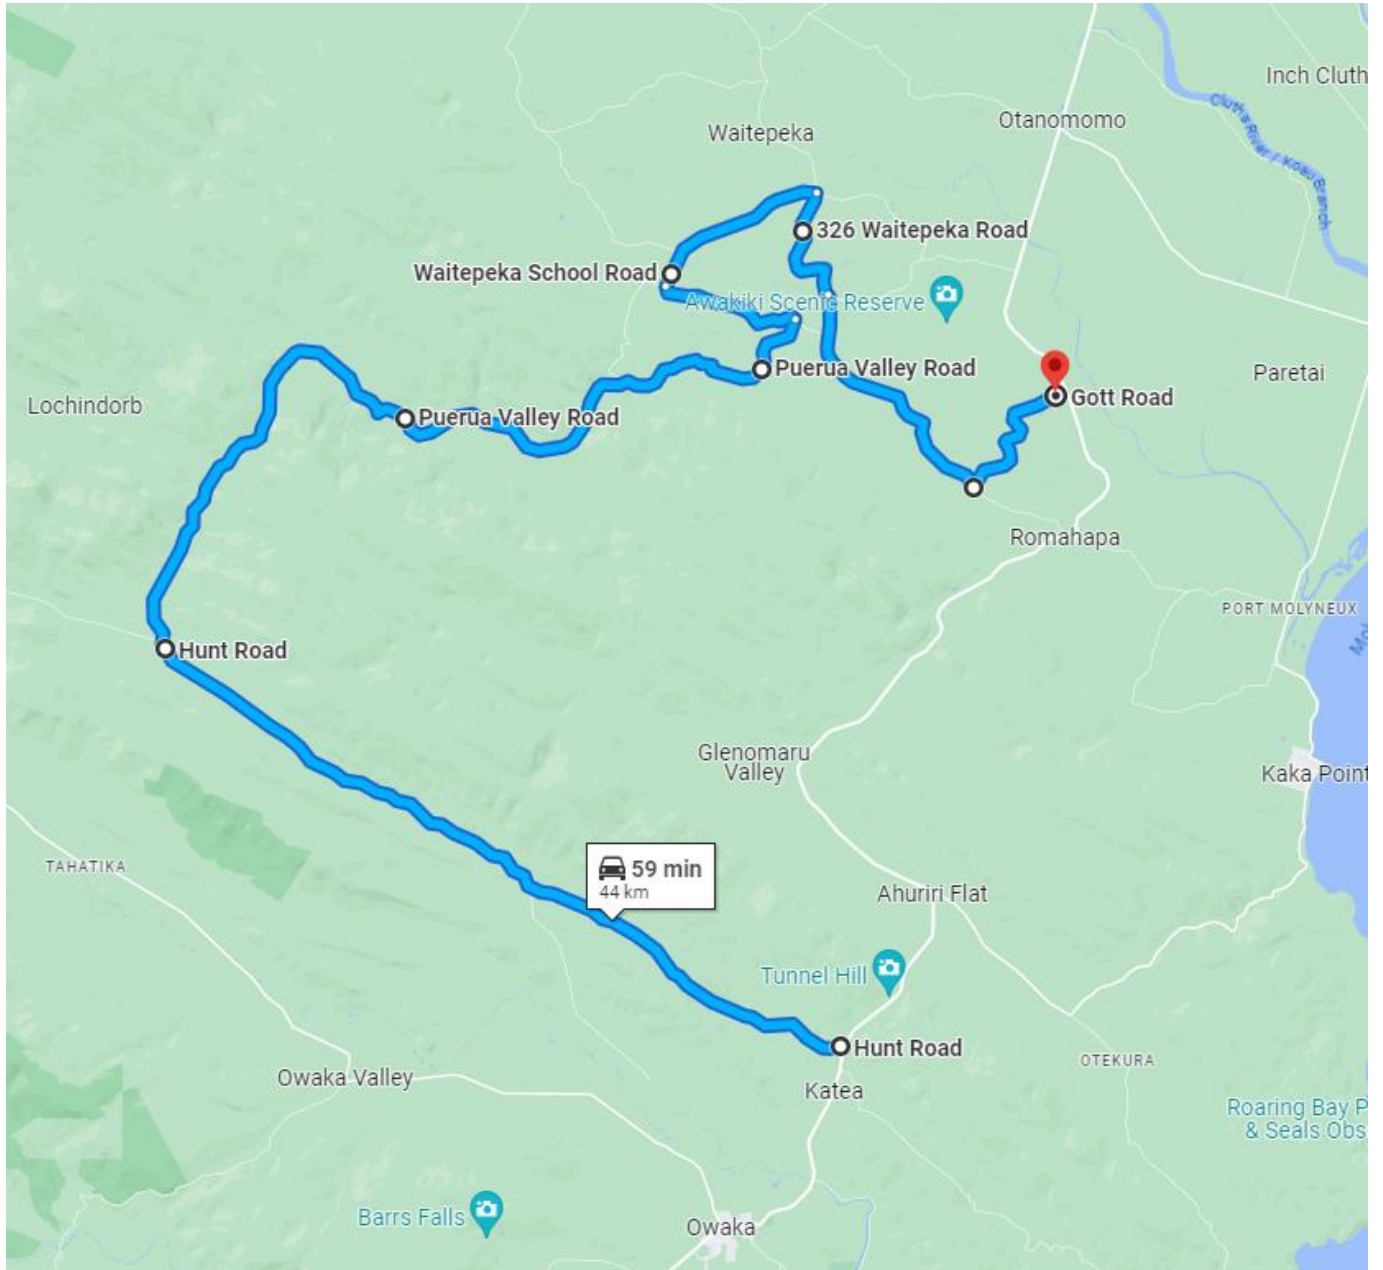 Inch Cluth
Otanomomo
Clutha River / Koau Branch
Waitepeka
326 Waitepeka Road
Waitepeka School Road
Awakiki Scenic Reserve
Puerua Valley Road
Paretai
Gott Road
Lochindorb
Puerua Valley Road
Romahapa
PORT MOLYNEUX
Mol
Hunt Road
Glenomaru
Valley
Kaka Point
TAHATIKA
59 min
44 km
Ahuriri Flat
Tunnel Hill
Hunt Road
OTEKURA
Owaka Valley
Katea
Roaring Bay P
& Seals Obs
Barrs Falls
Owaka